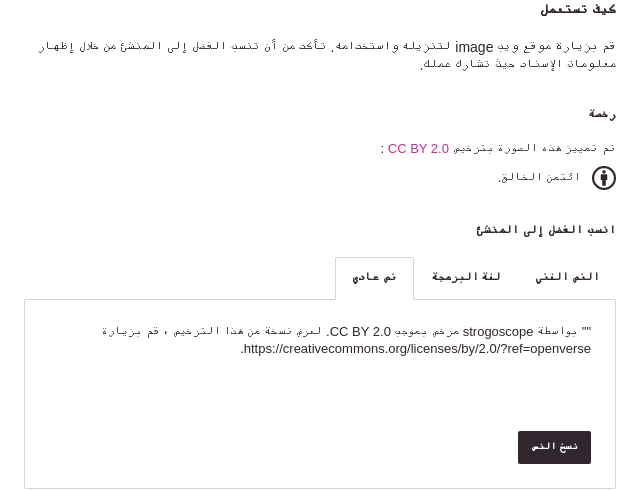 كيف تستعمل
قم بزيارة موقع ويب image لتنزيله واستخدامه. تأكد من أن تنسب الفضل إلى المنشئ من خلال إظهار
معلومات الإسناد حيث تشارك عملك.
رخصة
تم تمييز هذه الصورة بترخيص CC BY 2.0 :
ائتمن الخالق.
انسب الفضل إلى المنشئ
النص الغني
لغة البرمجة
نص عادي
"" بواسطة strogoscope مرخص بموجب CC BY 2.0. لعرض نسخة من هذا الترخيص ، قم بزيارة
https://creativecommons.org/licenses/by/2.0/?ref=openverse.
نسخ النص